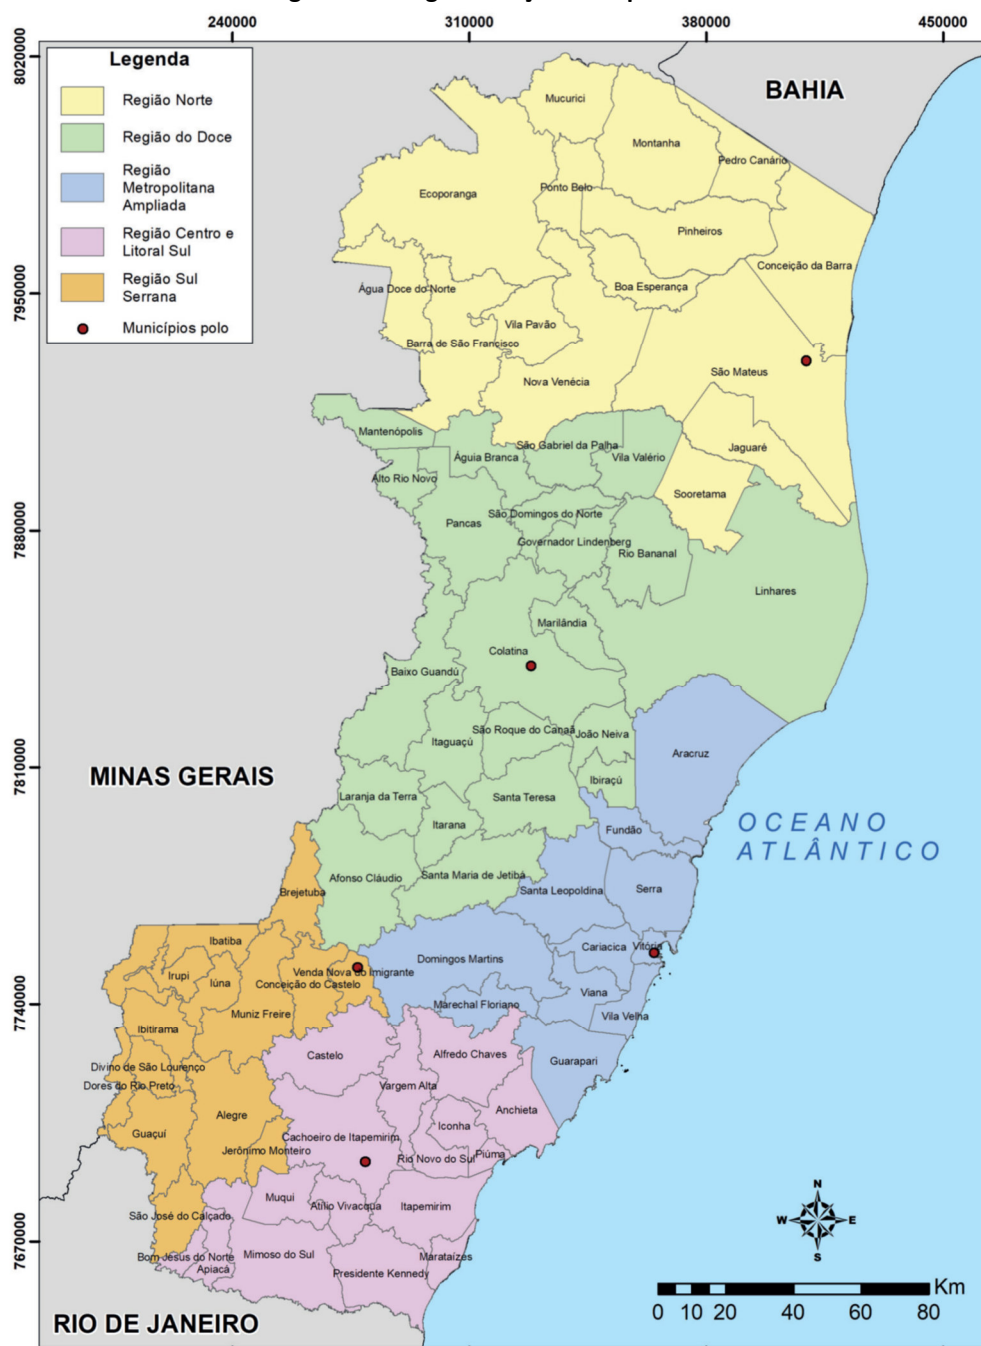 240000
310000
380000
450000
8020000
7950000
7880000
7810000
7740000
7670000
Legenda
Região Norte
Região do Doce
Região
Metropolitana
Ampliada
Região Centro e
Litoral Sul
Região Sul
Serrana
Municípios polo
BAHIA
MINAS GERAIS
RIO DE JANEIRO
OCEANO
ATLÂNTICO
Mucurici
Montanha
Pedro Canário
Ecoporanga
Ponto Belo
Pinheiros
Conceição da Barra
Água Doce do Norte
Boa Esperança
Vila Pavão
Barra de São Francisco
São Mateus
Nova Venécia
Mantenópolis
São Gabriel da Palha
Jaguaré
Águia Branca
Vila Valério
Alto Rio Novo
Sooretama
São Domingos do Norte
Pancas
Governador Lindenberg
Rio Bananal
Linhares
Marilândia
Colatina
Baixo Guandú
São Roque do Canaã
João Neiva
Itaguaçú
Aracruz
Ibiraçú
Laranja da Terra
Santa Teresa
Itarana
Fundão
Afonso Cláudio
Santa Maria de Jetibá
Brejetuba
Santa Leopoldina
Serra
Ibatiba
Cariacica
Vitória
Domingos Martins
Irupi
Iúna
Venda Nova do Imigrante
Conceição do Castelo
Viana
Marechal Floriano
Muniz Freire
Vila Velha
Ibitirama
Castelo
Alfredo Chaves
Guarapari
Divino de São Lourenço
Dores do Rio Preto
Vargem Alta
Anchieta
Alegre
Iconha
Guaçuí
Cachoeiro de Itapemirim
Jerônimo Monteiro
Rio Novo do Sul
Piúma
Muqui
Atílio Vivacqua
Itapemirim
São José do Calçado
Bom Jesus do Norte
Mimoso do Sul
Marataízes
Apiacá
Presidente Kennedy
N
W
E
S
Km
0 10 20 40 60 80